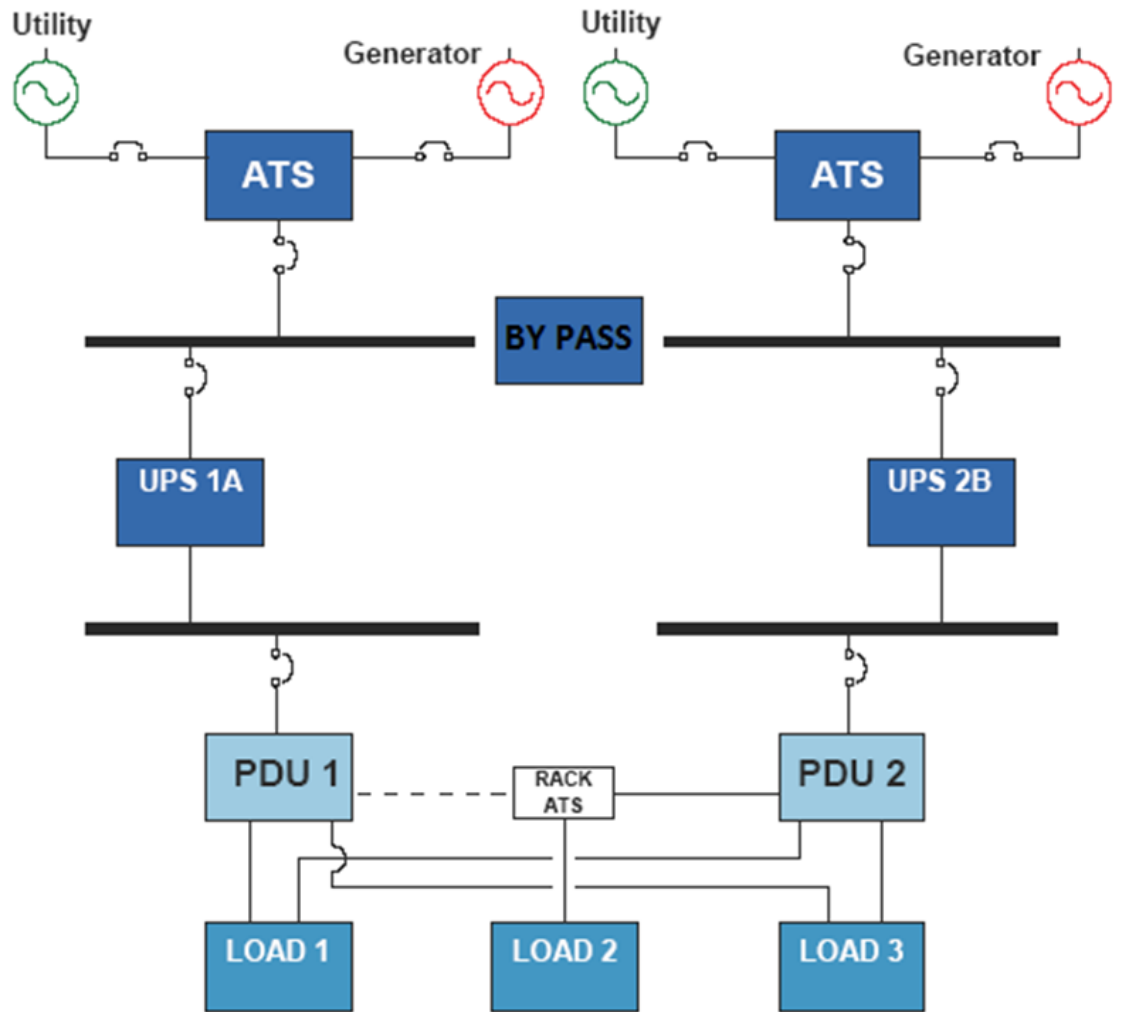 Utility
Generator
Utility
Generator
ATS
ATS
BY PASS
UPS 1A
UPS 2B
PDU 1
RACK
ATS
PDU 2
LOAD 1
LOAD 2
LOAD 3